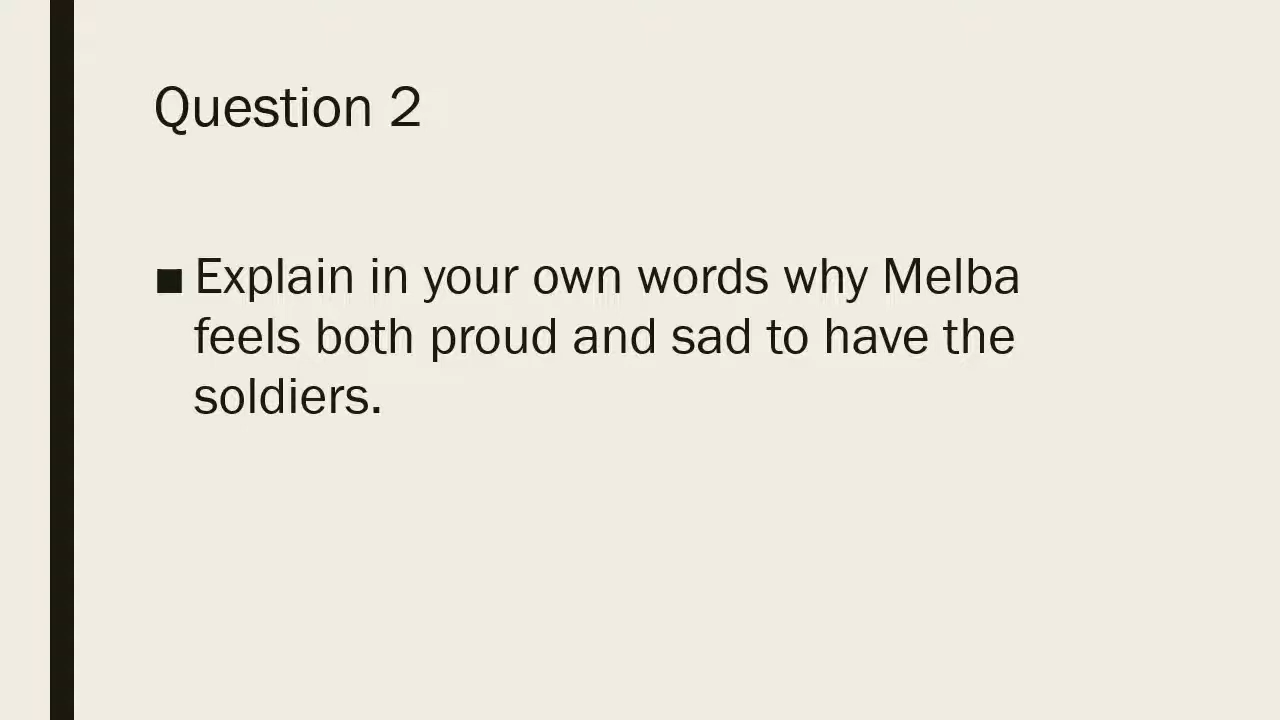 Question 2
■ Explain in your own words why Melba
feels both proud and sad to have the
soldiers.